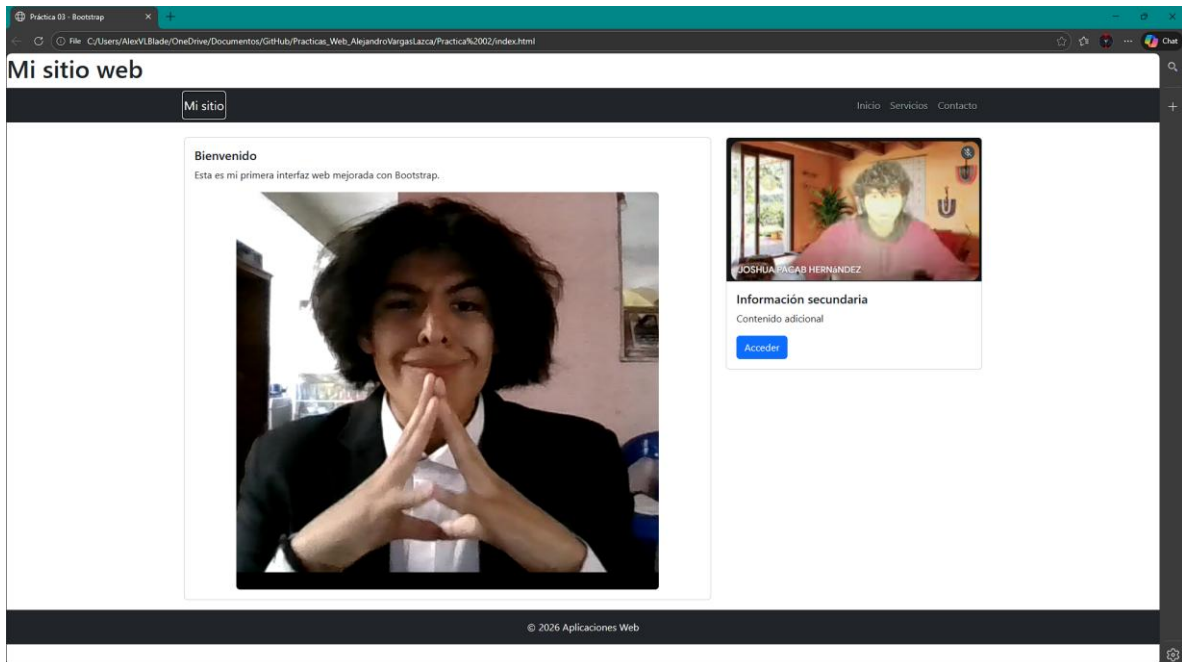 Práctica 03 - Bootstrap
File C:/Users/AlexVLBlade/OneDrive/Documentos/GitHub/Practicas_Web_AlejandroVargasLazca/Practica%2002/index.html
Chat
Mi sitio web
Mi sitio
Inicio Servicios Contacto
Bienvenido
Esta es mi primera interfaz web mejorada con Bootstrap.
JOSHUA PACAB HERNANDEZ
Información secundaria
Contenido adicional
Acceder
© 2026 Aplicaciones Web